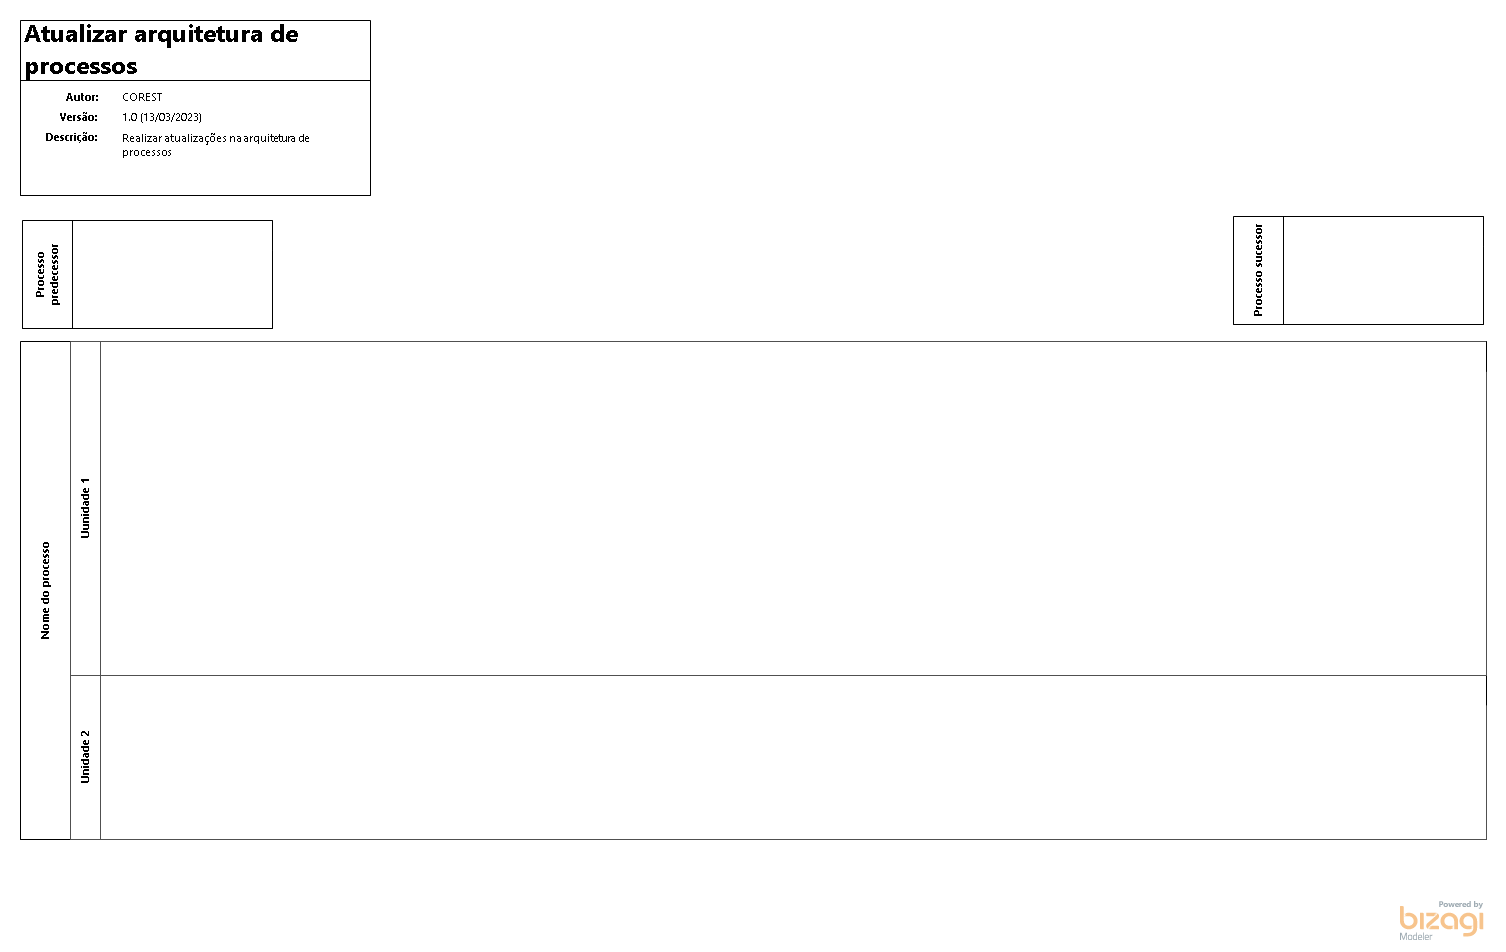 Atualizar arquitetura de
processos
Autor: COREST
Versão: 1.0 (13/03/2023)
Descrição: Realizar atualizações na arquitetura de
processos
Processo
predecessor
Processo sucessor
Nome do processo
Uunidade 1
Unidade 2
Powered by
bizagi
Modeler